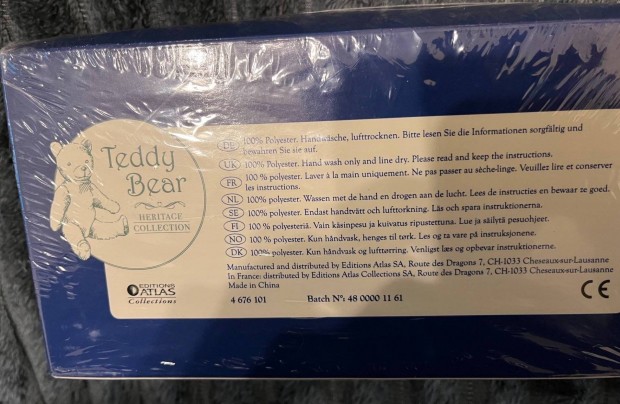 Teddy
Bear
HERITAGE
COLLECTION
EDITIONS
ATLAS
Collections
DE 100% Polyester. Handwäsche, lufttrocknen. Bitte lesen Sie die Informationen sorgfältig und
bewahren Sie sie auf.
UK 100% Polyester. Hand wash only and line dry. Please read and keep the instructions.
FR 100 % polyester. Laver à la main uniquement. Ne pas passer au sèche-linge. Veuillez lire et conserver
les instructions.
NL 100% polyester. Wassen met de hand en drogen aan de lucht. Lees de instructies en bewaar ze goed.
SE 100% polyester. Endast handtvätt och lufttorkning. Läs och spara instruktionerna.
FI 100 % polyesteriä. Vain käsinpesu ja kuivatus ripustettuna. Lue ja säilytä pesuohjeet.
NO 100 % polyester. Kun håndvask, henges til tørk. Les og ta vare på instruksjonene.
DK 100% polyester. Kun håndvask og lufttørring. Venligst læs og opbevar instruktionerne.
Manufactured and distributed by Editions Atlas SA, Route des Dragons 7, CH-1033 Cheseaux-sur-Lausanne
In France: distributed by Editions Atlas Collections SA, Route des Dragons 7, CH-1033 Cheseaux-sur-Lausanne
Made in China
4 676 101 Batch N°: 48 0000 11 61
CE